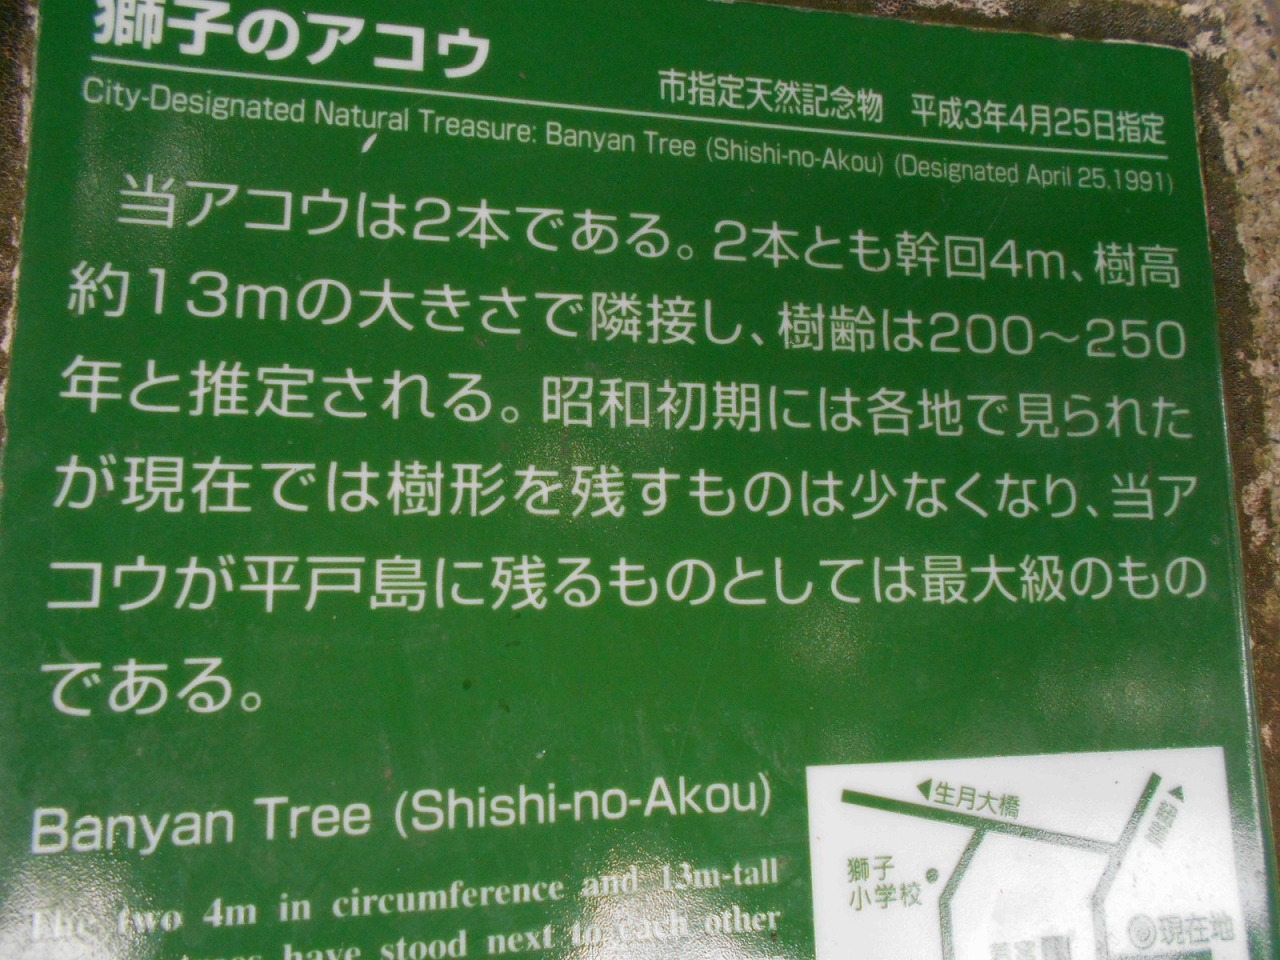 獅子のアコウ
市指定天然記念物　平成3年4月25日指定
City-Designated Natural Treasure: Banyan Tree (Shishi-no-Akou) (Designated April 25,1991)
当アコウは2本である。2本とも幹回4m、樹高
約13mの大きさで隣接し、樹齢は200～250
年と推定される。昭和初期には各地で見られた
が現在では樹形を残すものは少なくなり、当ア
コウが平戸島に残るものとしては最大級のもの
である。
Banyan Tree (Shishi-no-Akou)
The two 4m in circumference and 13m-tall
have stood next to each other
生月大橋
獅子
小学校
現在地